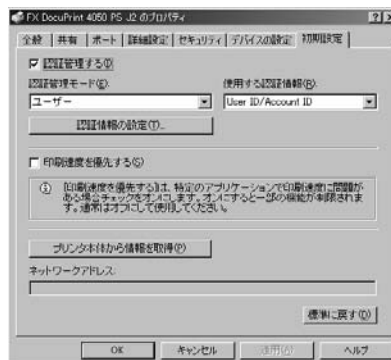 FX DocuPrint 4050 PS J2 のプロパティ
全般 共有 ポート 詳細設定 セキュリティ デバイスの設定 初期設定
認証管理する(I)
認証管理モード(E): 使用する認証情報(R):
ユーザー User ID/Account ID
認証情報の設定(T)...
印刷速度を優先する(S)
[印刷速度を優先する]は、特定のアプリケーションで印刷速度に問題が
ある場合チェックをオンにします。オンにすると一部の機能が制限されま
す。通常はオフにして使用してください。
プリンタ本体から情報を取得(P)
ネットワークアドレス:
標準に戻す(D)
OK キャンセル 適用(A) ヘルプ